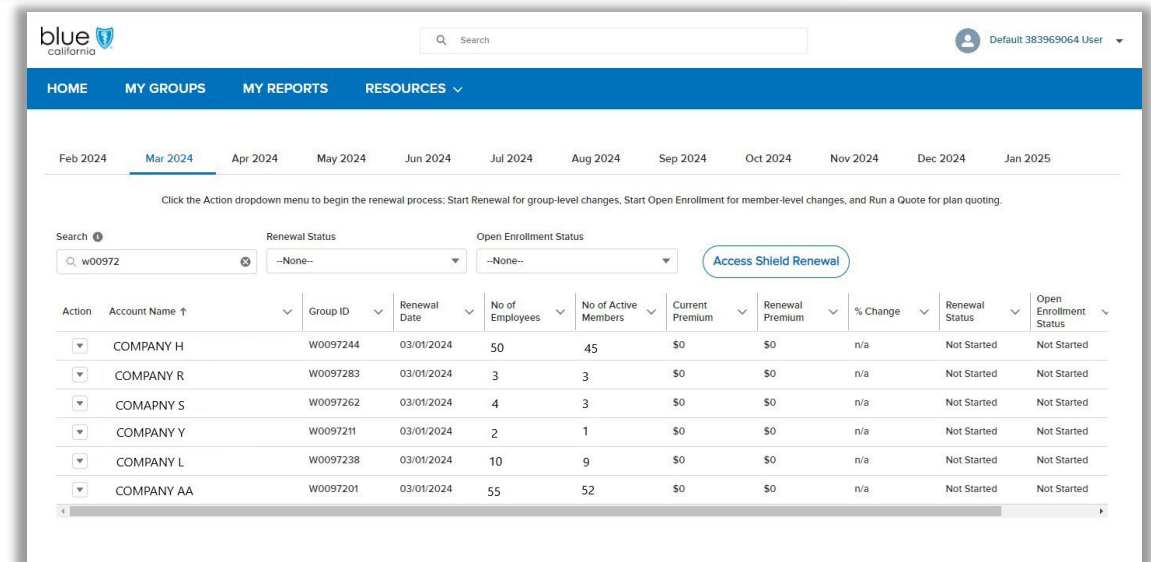 blue
california
Search
Default 383969064 User
HOME MY GROUPS MY REPORTS RESOURCES
Feb 2024 Mar 2024 Apr 2024 May 2024 Jun 2024 Jul 2024 Aug 2024 Sep 2024 Oct 2024 Nov 2024 Dec 2024 Jan 2025
Click the Action dropdown menu to begin the renewal process; Start Renewal for group-level changes, Start Open Enrollment for member-level changes, and Run a Quote for plan quoting.
Search Renewal Status Open Enrollment Status
w00972 --None-- --None-- Access Shield Renewal
Action Account Name ↑ Group ID Renewal Date No of Employees No of Active Members Current Premium Renewal Premium % Change Renewal Status Open Enrollment Status
COMPANY H W0097244 03/01/2024 50 45 $0 $0 n/a Not Started Not Started
COMPANY R W0097283 03/01/2024 3 3 $0 $0 n/a Not Started Not Started
COMAPNY S W0097262 03/01/2024 4 3 $0 $0 n/a Not Started Not Started
COMPANY Y W0097211 03/01/2024 2 1 $0 $0 n/a Not Started Not Started
COMPANY L W0097238 03/01/2024 10 9 $0 $0 n/a Not Started Not Started
COMPANY AA W0097201 03/01/2024 55 52 $0 $0 n/a Not Started Not Started